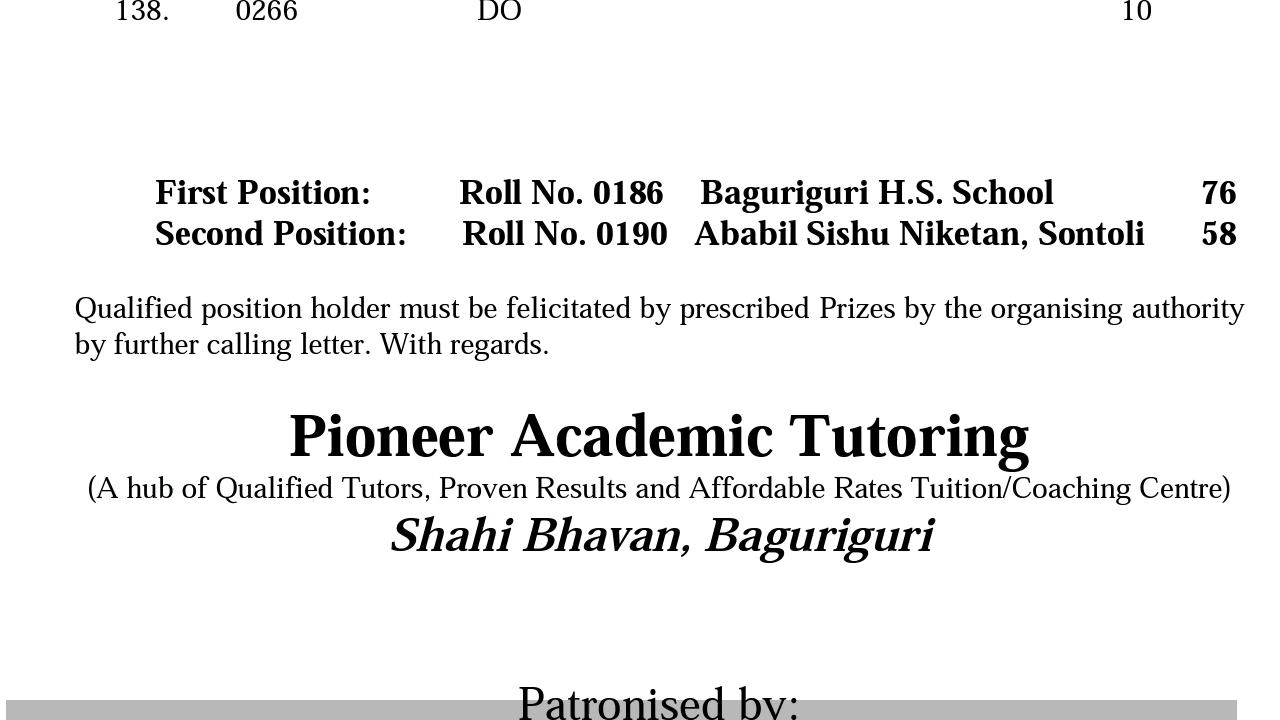 138. 0266 DO 10
First Position: Roll No. 0186 Baguriguri H.S. School 76
Second Position: Roll No. 0190 Ababil Sishu Niketan, Sontoli 58
Qualified position holder must be felicitated by prescribed Prizes by the organising authority
by further calling letter. With regards.
Pioneer Academic Tutoring
(A hub of Qualified Tutors, Proven Results and Affordable Rates Tuition/Coaching Centre)
Shahi Bhavan, Baguriguri
Patronised by: